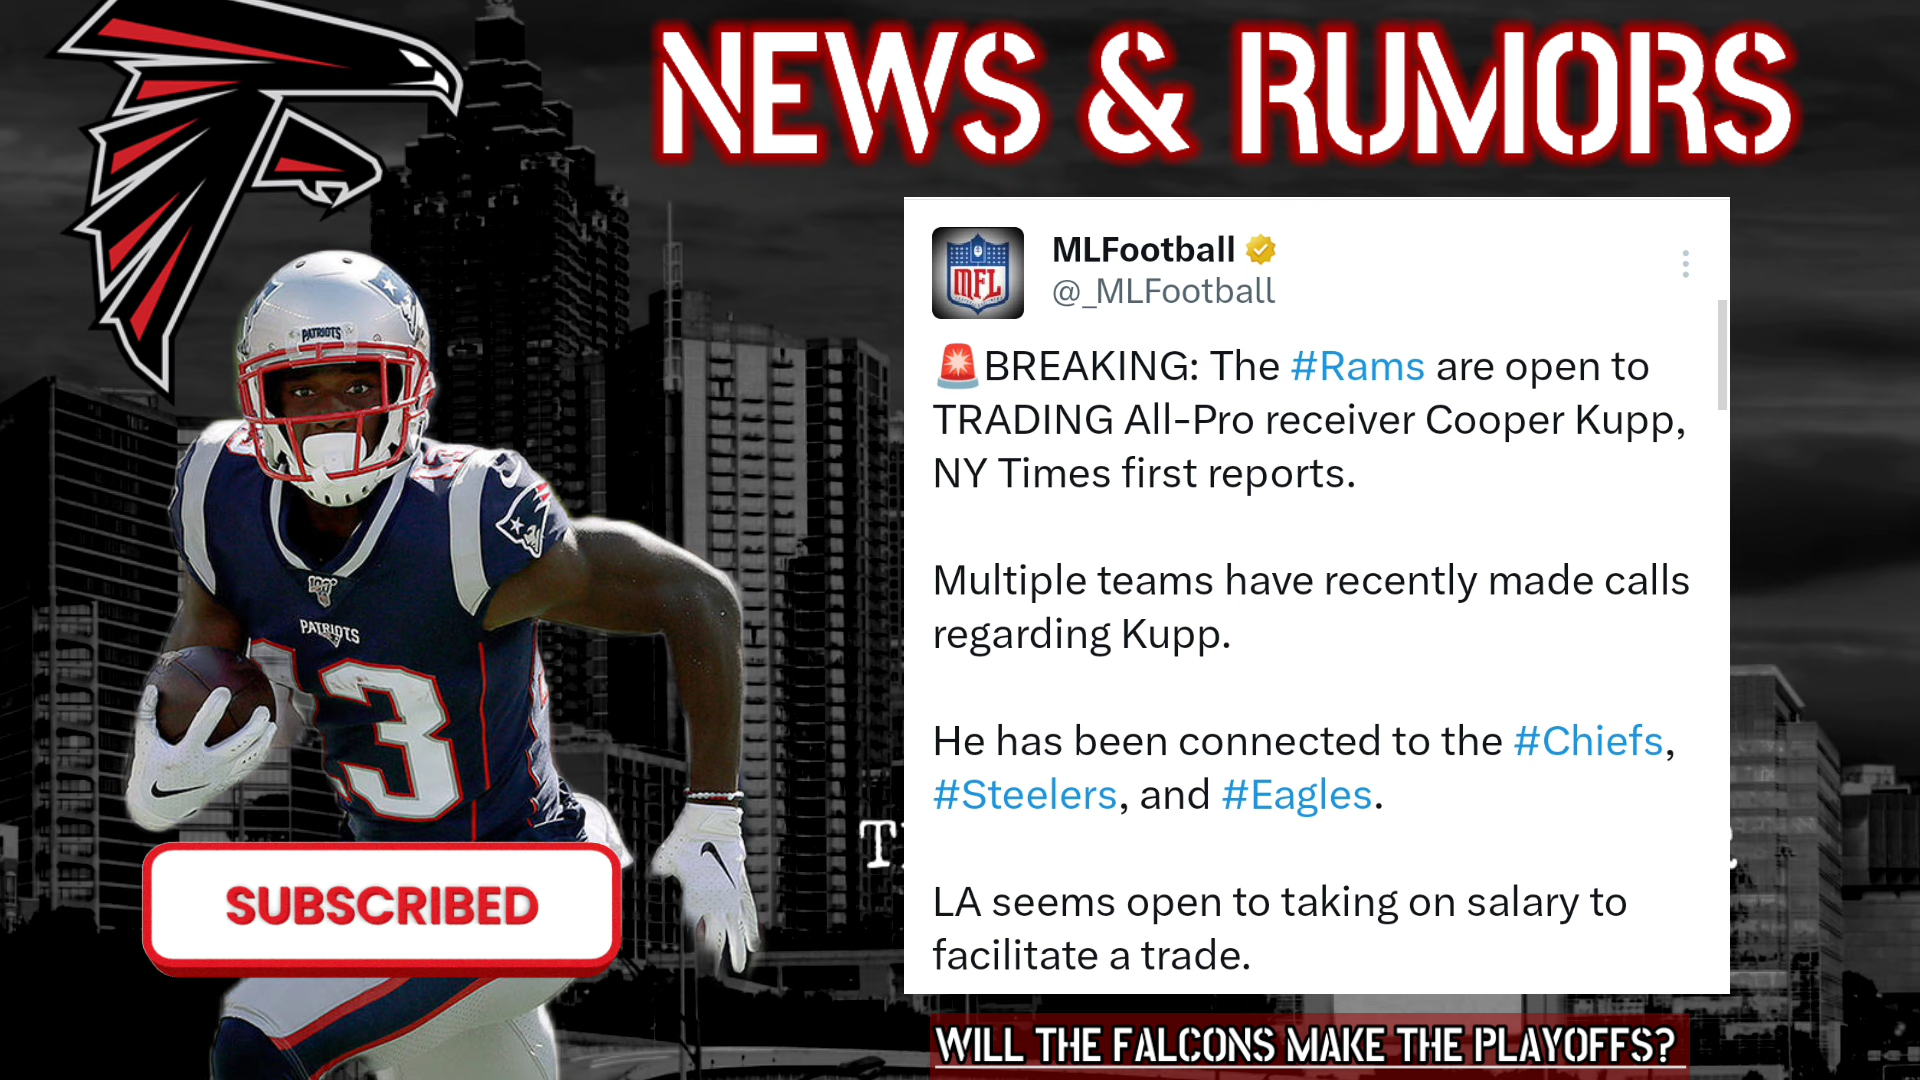 NEWS & RUMORS
MFL
MLFootball
@_MLFootball
🚨BREAKING: The #Rams are open to
TRADING All-Pro receiver Cooper Kupp,
NY Times first reports.
Multiple teams have recently made calls
regarding Kupp.
He has been connected to the #Chiefs,
#Steelers, and #Eagles.
LA seems open to taking on salary to
facilitate a trade.
PATRIOTS
PATRIOTS
13
SUBSCRIBED
WILL THE FALCONS MAKE THE PLAYOFFS?